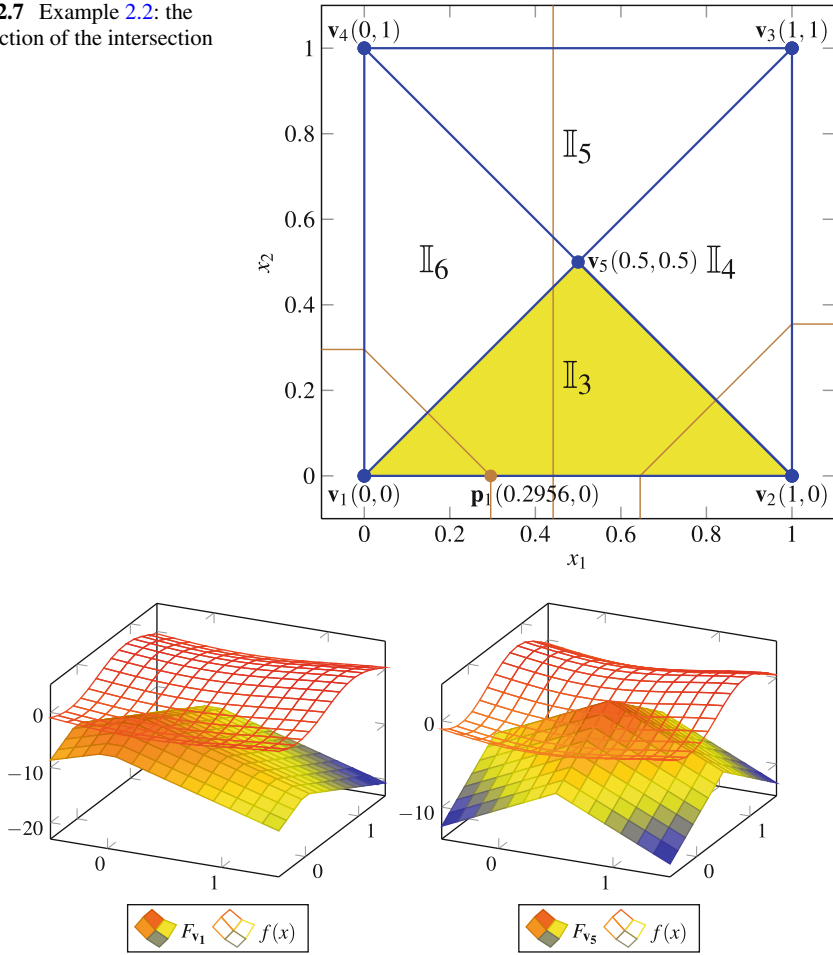 2.7 Example 2.2: the
ction of the intersection
v₄(0,1)
v₃(1,1)
1
0.8
0.6
0.4
0.2
0
x₂
𝕀₅
𝕀₆
v₅(0.5,0.5) 𝕀₄
𝕀₃
v₁(0,0)
p₁(0.2956,0)
v₂(1,0)
0 0.2 0.4 0.6 0.8 1
x₁
0
−10
−20
0
1
0
1
F_v₁ f(x)
0
−10
0
1
0
1
F_v₅ f(x)